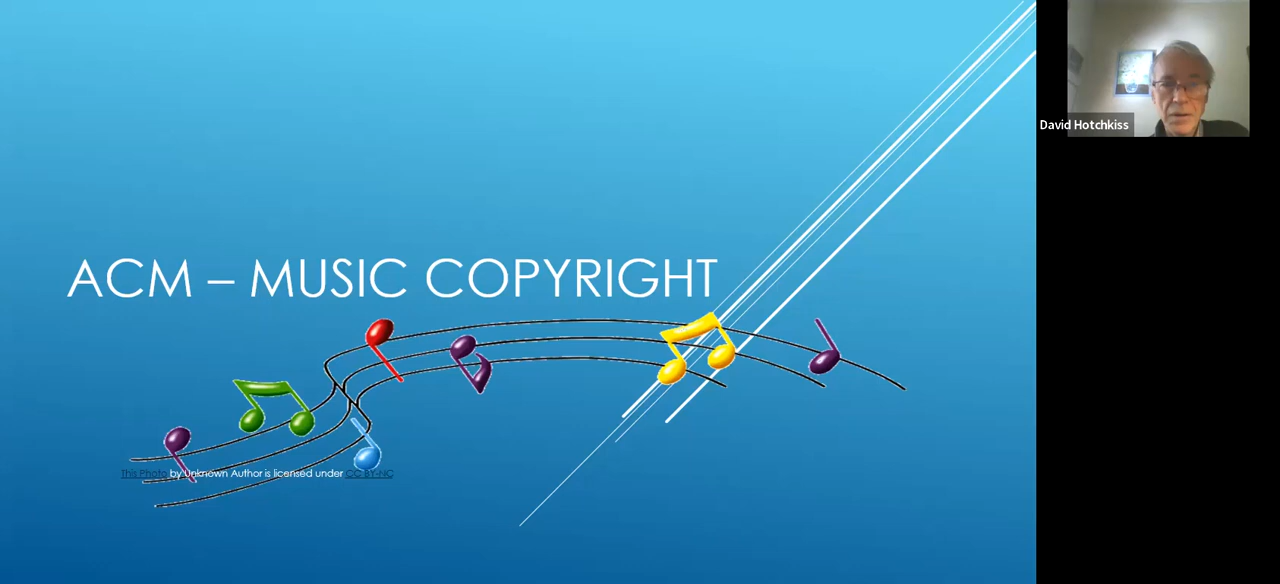 ACM – MUSIC COPYRIGHT
This Photo by Unknown Author is licensed under CC BY-NC
David Hotchkiss